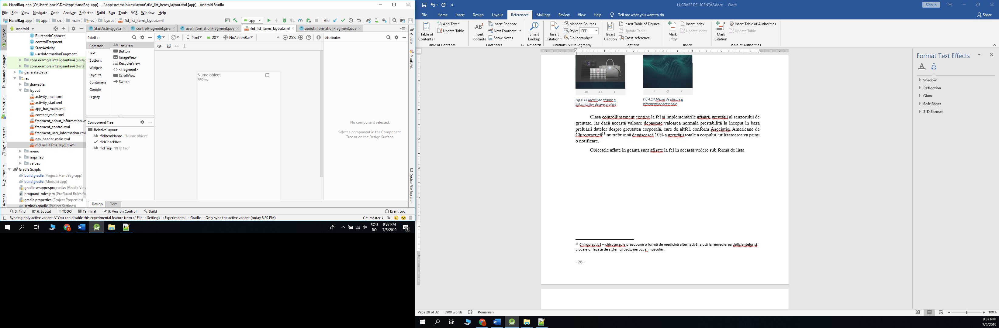 HandBag-app [C:\Users\Ionela\Desktop\HandBag-app] - ...\app\src\main\res\layout\rfid_list_items_layout.xml [app] - Android Studio
File Edit View Navigate Code Analyze Refactor Build Run Tools VCS Window Help
HandBag-app app src main res layout rfid_list_items_layout.xml app Git:
Android StartActivity.java controlFragment.java userInformationFragment.java rfid_list_items_layout.xml aboutInformationFragment.java
1: Project
Resource Manager
simpleUML
Layout Captures
Z: Structure
Favorites
BluetoothConnect
controlFragment
StartActivity
userInformationFragment
com.example.inteligeantav4 (andro
com.example.inteligeantav4 (test)
generatedJava
res
drawable
layout
activity_main.xml
activity_start.xml
app_bar_main.xml
content_main.xml
fragment_about_information.xr
fragment_control.xml
fragment_user_information.xml
nav_header_main.xml
rfid_list_items_layout.xml
menu
mipmap
values
Gradle Scripts
build.gradle (Project: HandBag-app)
build.gradle (Module: app)
gradle-wrapper.properties (Gradle Vers
proguard-rules.pro (ProGuard Rules fo
gradle.properties (Project Properties)
settings.gradle (Project Settings)
Palette
Common
Text
Buttons
Widgets
Layouts
Containers
Google
Legacy
Ab TextView
Button
ImageView
RecyclerView
<fragment>
ScrollView
Switch
Component Tree
RelativeLayout
Ab rfidItemName- "Nume obiect"
rfidCheckBox
Ab rfidTag- "RFID tag"
Pixel 28 NoActionBar 25%
Nume obiect
RFID tag
Attributes
No component selected.
Select a component in the Component
Tree or on the Design Surface.
Gradle
PlantUML
Device File Explorer
Design Text
3: Find 6: Logcat TODO Terminal 9: Version Control Build Event Log
Syncing only active variant // You can disable this experimental feature from // File → Settings → Experimental → Gradle → Only sync the active variant (today 8:20 PM) Git: master
ROU
RO
9:37 PM
7/5/2019
1
LUCRARE DE LICENȚĂ2.docx - Word
Sign in
File Home Insert Design Layout References Mailings Review View Help Tell me what you want to do Share
Table of
Contents
Add Text
Update Table
Table of Contents
AB1
Insert
Footnote
Insert Endnote
Next Footnote
Show Notes
Footnotes
Smart
Lookup
Research
Insert
Citation
Manage Sources
Style: IEEE
Bibliography
Citations & Bibliography
Insert
Caption
Insert Table of Figures
Update Table
Cross-reference
Captions
Mark
Entry
Insert Index
Update Index
Index
Mark
Citation
Insert Table of Authorities
Update Table
Table of Authorities
1 1 2 3 4 5 6 7
3
4
5
6
7
8
9
Fig 4.13 Meniu de afișare a
informațiilor despre proiect
Fig 4.14 Meniu de afișare a
informațiilor personale
Clasa controlFragment conține la fel și implementările afișării greutății al senzorului de
greutate, iar dacă această valoare depașește valoarea normală prestabilită la început în baza
preluării datelor despre greutatea corporală, care de altfel, conform Asociației Americane de
Chiropractică13 nu trebuie să depășească 10% a greutății totale a corpului, utilizatoarea va primi
o notificare.
Obiectele aflate în geantă sunt afișate la fel în această vedere sub formă de listă
13 Chiropractică – chiroterapie presupune o formă de medicină alternativă, ajută la remedierea deficiențelor și
blocajelor legate de sistemul osos, nervos și muscular.
- 26 -
Format Text Effects
Shadow
Reflection
Glow
Soft Edges
3-D Format
Page 28 of 32 5900 words Romanian 100%
9:37 PM
7/5/2019